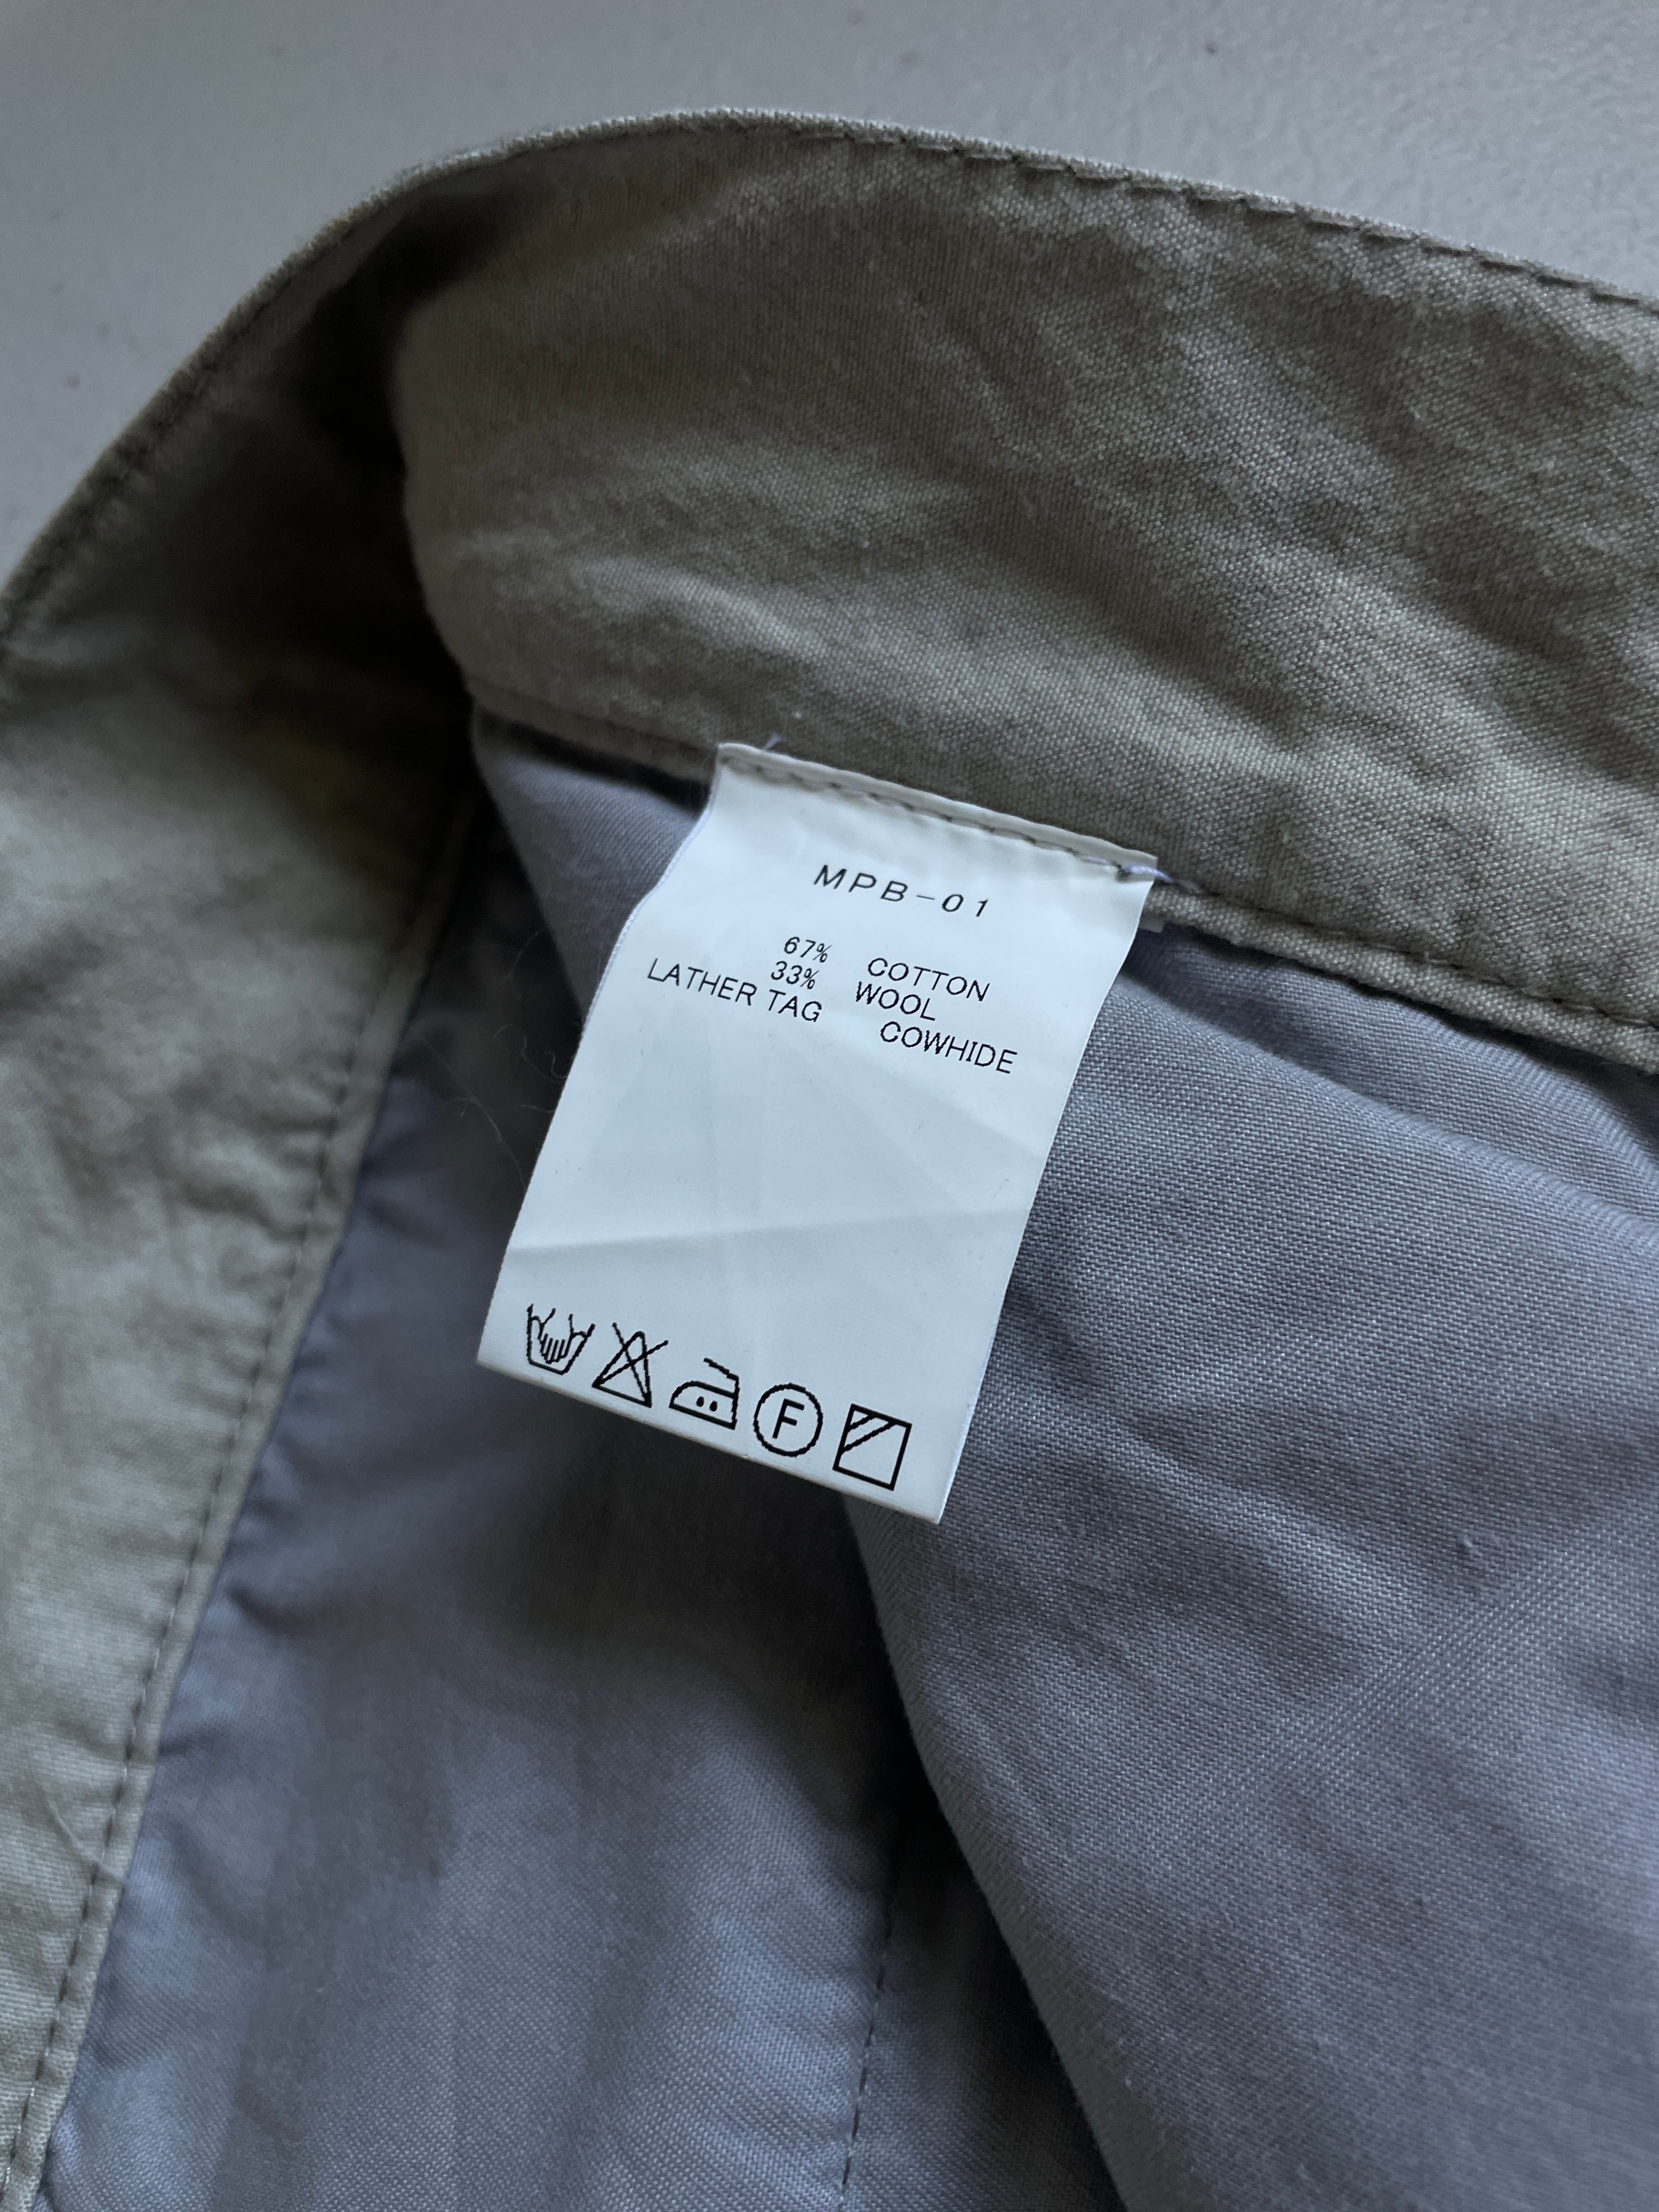 MPB-01
67% COTTON
33% WOOL
LATHER TAG COWHIDE
F